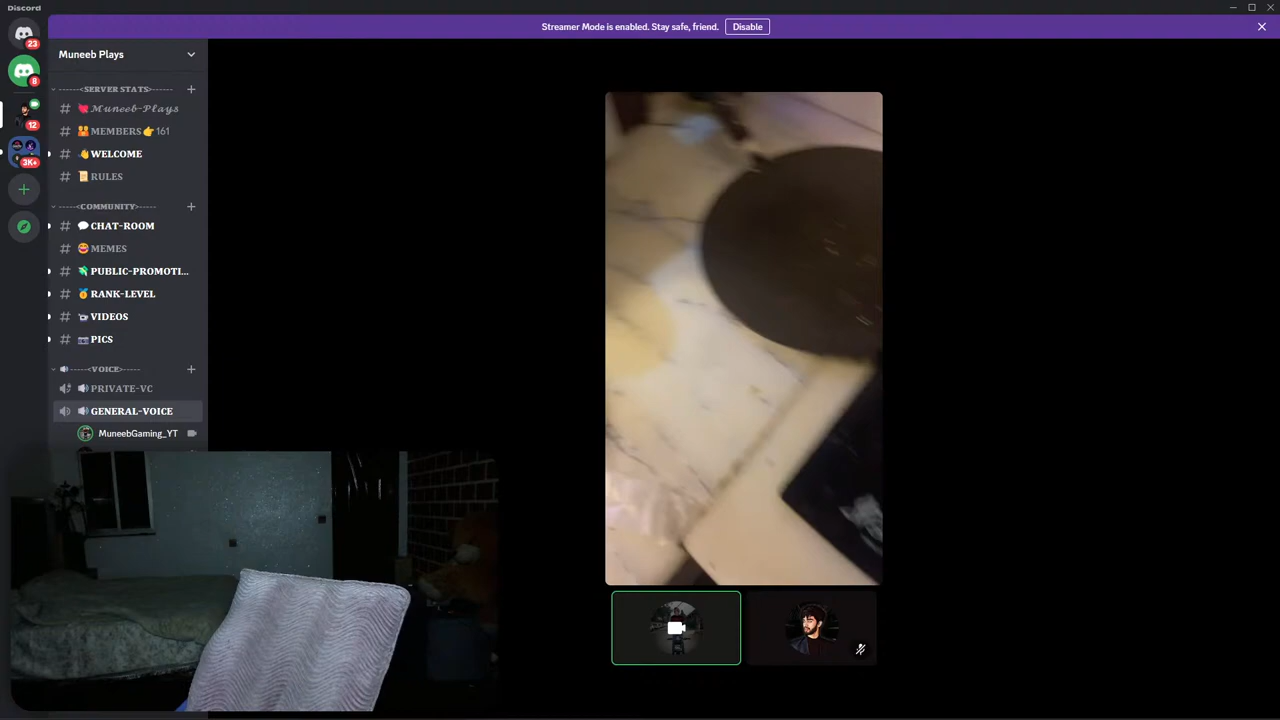 Discord
Streamer Mode is enabled. Stay safe, friend.
Disable
23
8
12
3K+
Muneeb Plays
------<SERVER STATS>------
𝓜𝓾𝓷𝓮𝓮𝓫-𝓟𝓵𝓪𝔂𝓼
MEMBERS👉161
👋WELCOME
📜RULES
-----<COMMUNITY>-----
💬CHAT-ROOM
MEMES
PUBLIC-PROMOTI...
🏅RANK-LEVEL
VIDEOS
📷PICS
🔊-----<VOICE>-----
🔊PRIVATE-VC
🔊GENERAL-VOICE
MuneebGaming_YT